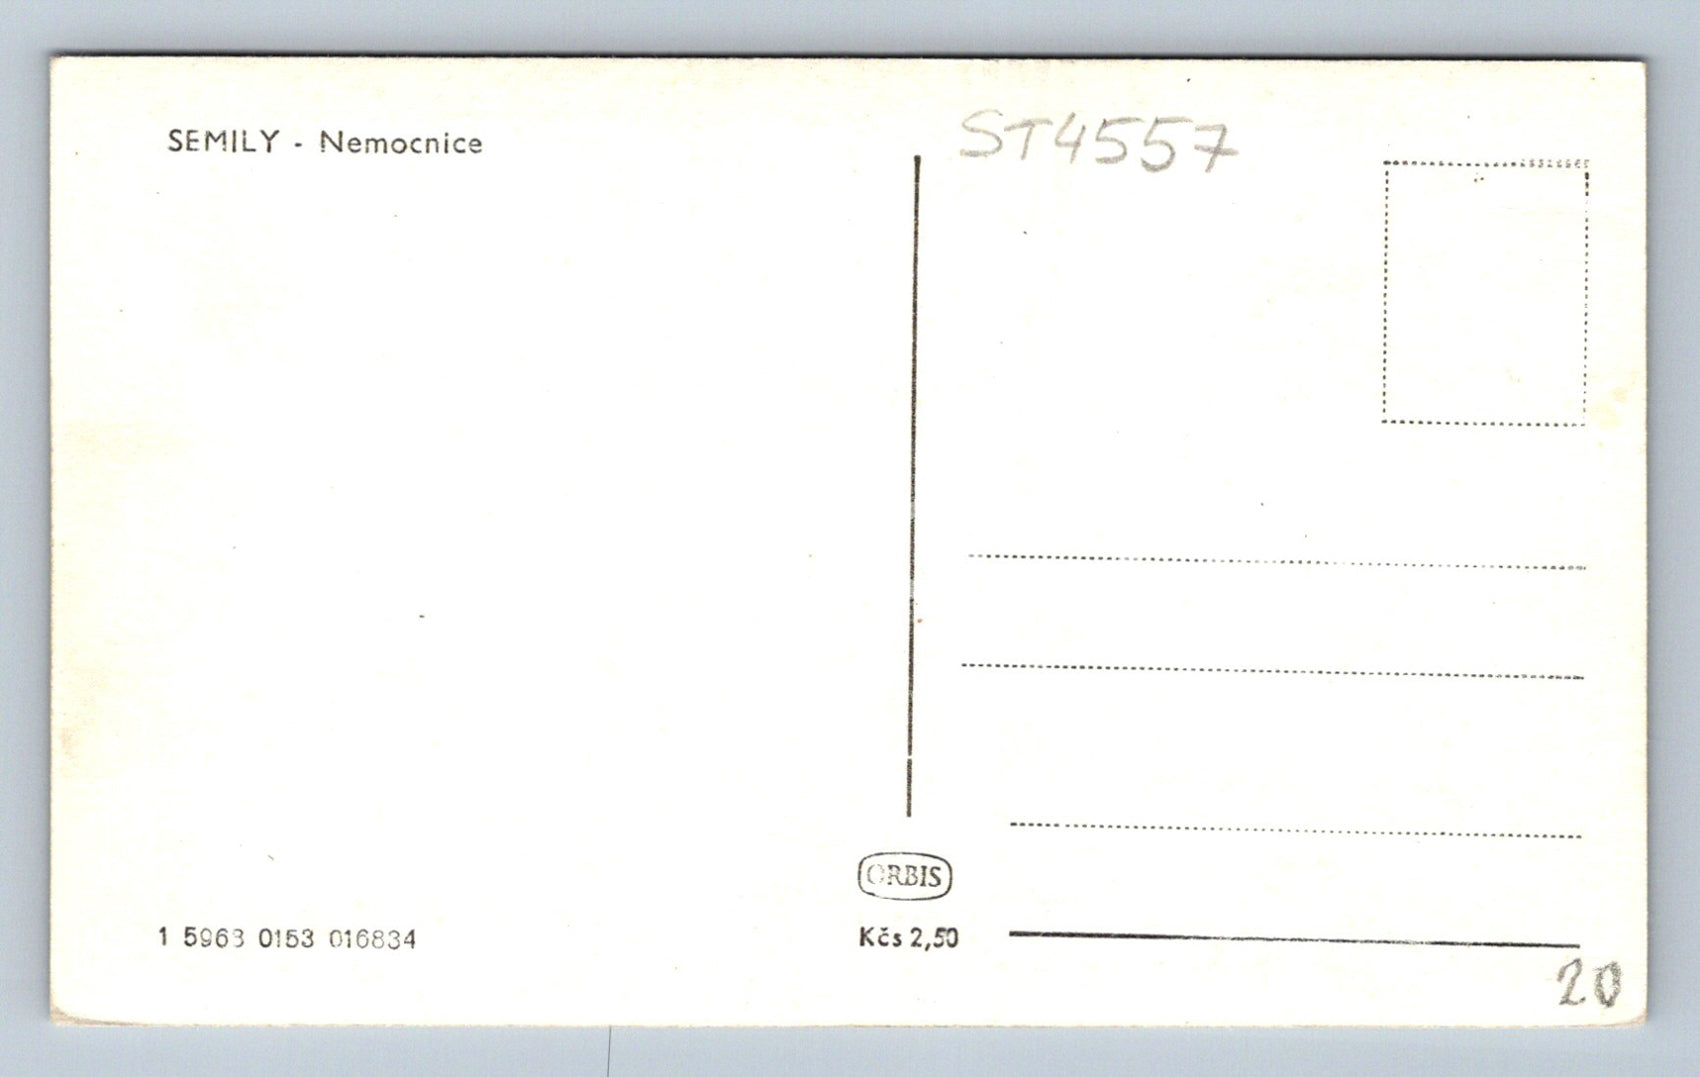 SEMILY - Nemocnice
ST4557
ORBIS
1 5963 0153 016834
Kčs 2,50
20